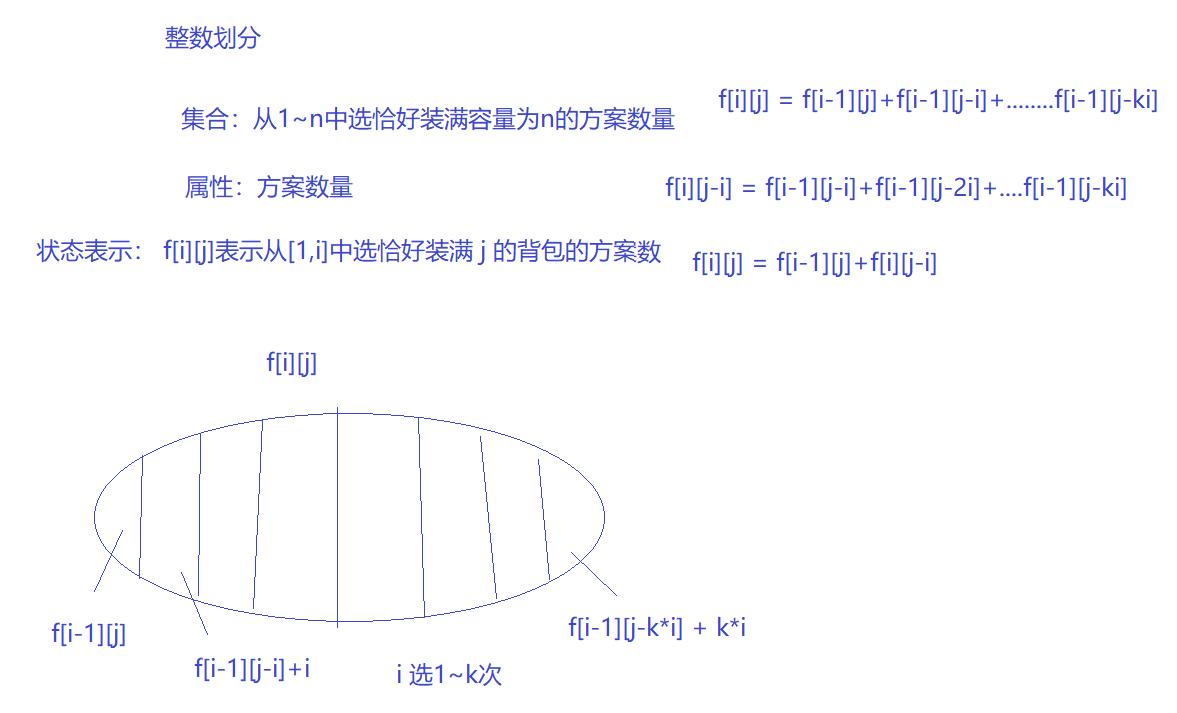 整数划分
集合：从1~n中选恰好装满容量为n的方案数量
属性：方案数量
状态表示： f[i][j]表示从[1,i]中选恰好装满 j 的背包的方案数
f[i][j] = f[i-1][j]+f[i-1][j-i]+........f[i-1][j-ki]
f[i][j-i] = f[i-1][j-i]+f[i-1][j-2i]+....f[i-1][j-ki]
f[i][j] = f[i-1][j]+f[i][j-i]
f[i][j]
f[i-1][j]
f[i-1][j-i]+i
i 选1~k次
f[i-1][j-k*i] + k*i